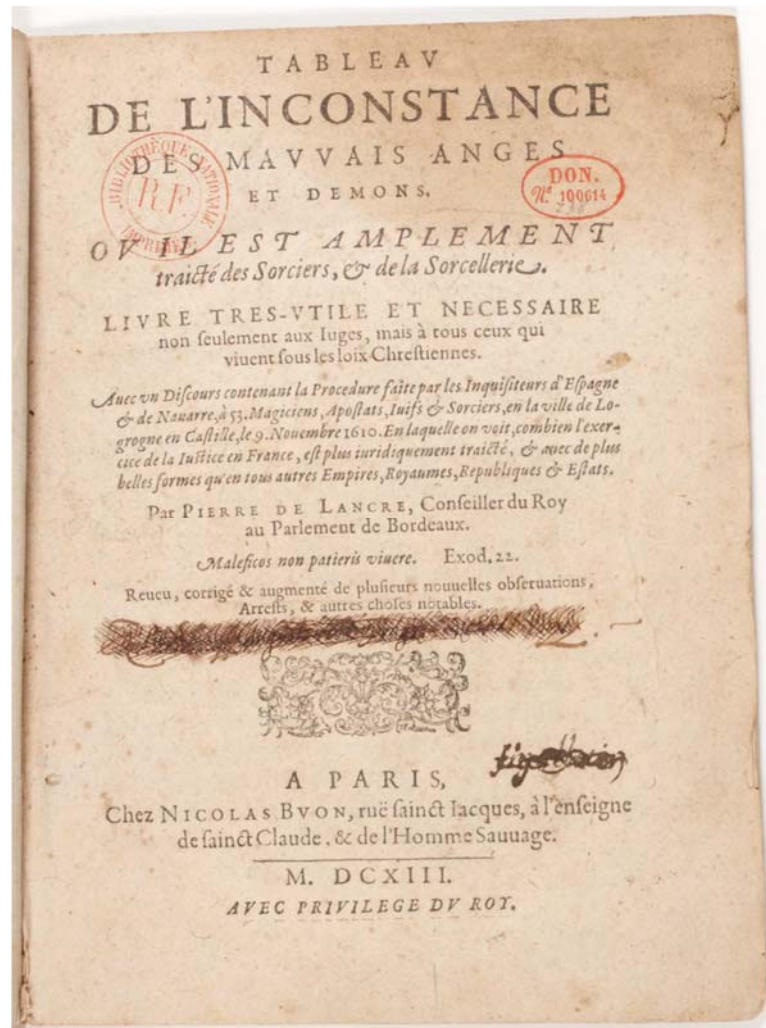 TABLEAV
DE L'INCONSTANCE
DES MAVVAIS ANGES
ET DEMONS.
OV IL EST AMPLEMENT
traicté des Sorciers, & de la Sorcellerie.
LIVRE TRES-VTILE ET NECESSAIRE
non seulement aux Iuges, mais à tous ceux qui
viuent sous les loix Chrestiennes.
Auec vn Discours contenant la Procedure faite par les Inquisiteurs d'Espagne
& de Nauarre, à 53. Magiciens, Apostats, Iuifs & Sorciers, en la ville de Lo-
grogne en Castille, le 9. Nouembre 1610. En laquelle on voit, combien l'exer-
cice de la Iustice en France, est plus iuridiquement traicté, & auec de plus
belles formes qu'en tous autres Empires, Royaumes, Republiques & Estats.
Par PIERRE DE LANCRE, Conseiller du Roy
au Parlement de Bordeaux.
Maleficos non patieris viuere. Exod. 22.
Reueu, corrigé & augmenté de plusieurs nouuelles obseruations,
Arrests, & autres choses notables.
A PARIS,
Chez NICOLAS BVON, ruë sainct Iacques, à l'enseigne
de sainct Claude, & de l'Homme Sauuage.
M. DCXIII.
AVEC PRIVILEGE DV ROY.
BIBLIOTHÈQUE NATIONALE
R.F.
IMPRIMÉS
DON.
Nº 100614